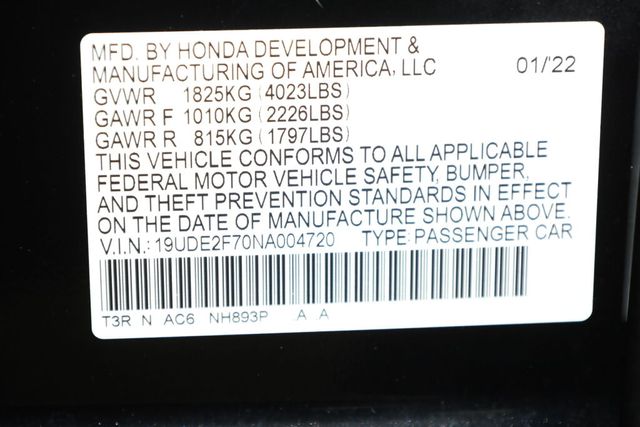 MFD. BY HONDA DEVELOPMENT &
MANUFACTURING OF AMERICA, LLC 01/'22
GVWR 1825KG (4023LBS)
GAWR F 1010KG (2226LBS)
GAWR R 815KG (1797LBS)
THIS VEHICLE CONFORMS TO ALL APPLICABLE
FEDERAL MOTOR VEHICLE SAFETY, BUMPER,
AND THEFT PREVENTION STANDARDS IN EFFECT
ON THE DATE OF MANUFACTURE SHOWN ABOVE.
V.I.N.: 19UDE2F70NA004720 TYPE: PASSENGER CAR
T3R N AC6 NH893P A A